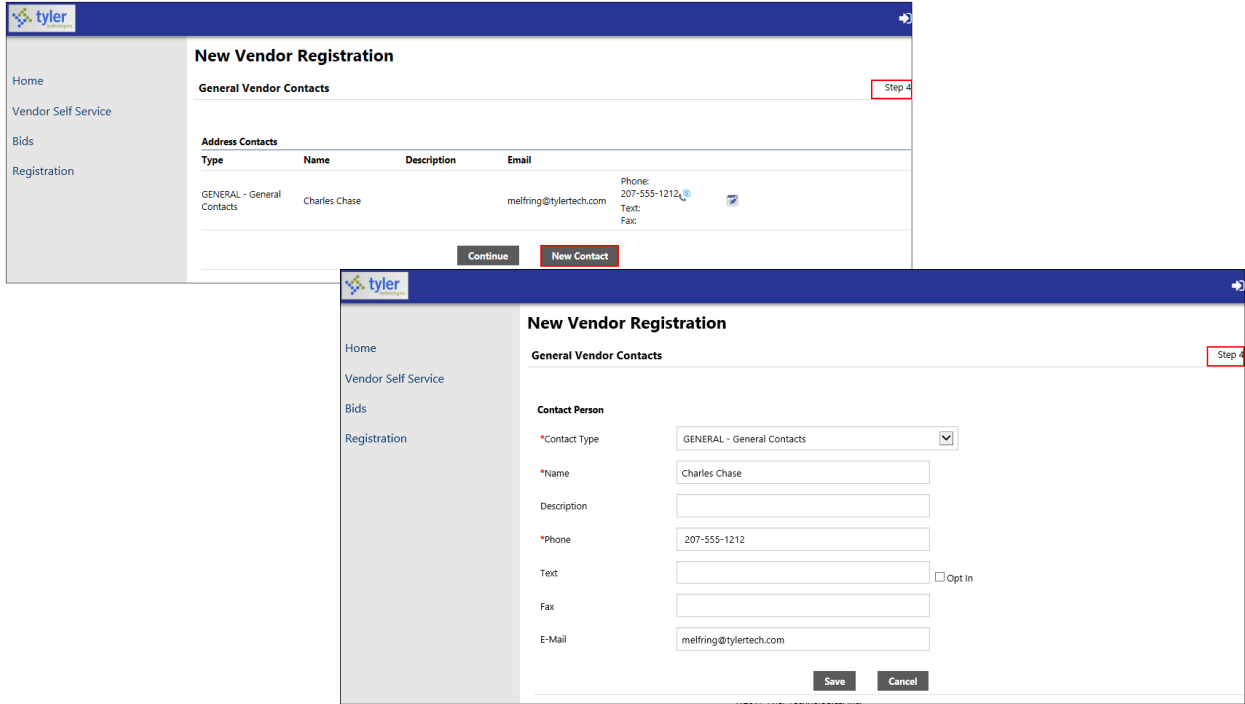 tyler
technologies
New Vendor Registration
Home
General Vendor Contacts
Step 4
Vendor Self Service
Bids
Registration
Address Contacts
Type Name Description Email
GENERAL - General Contacts Charles Chase melfring@tylertech.com
Phone:
207-555-1212
Text:
Fax:
Continue New Contact
tyler
technologies
New Vendor Registration
Home
General Vendor Contacts
Step 4
Vendor Self Service
Bids
Registration
Contact Person
*Contact Type GENERAL - General Contacts
*Name Charles Chase
Description
*Phone 207-555-1212
Text Opt In
Fax
E-Mail melfring@tylertech.com
Save Cancel